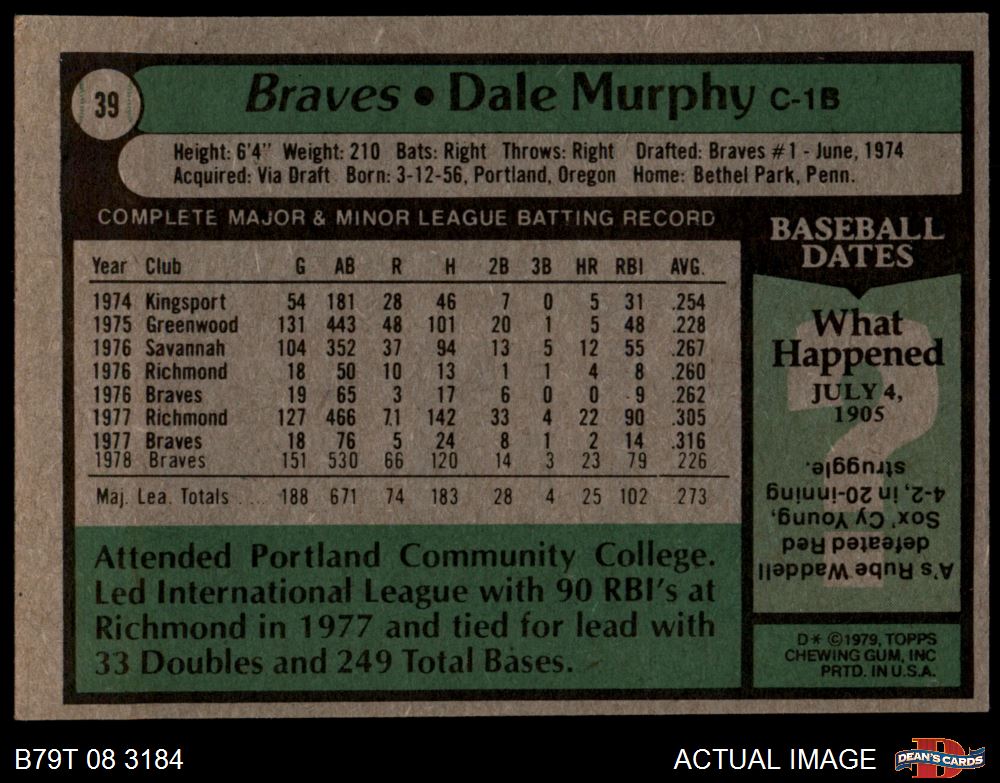 39
Braves • Dale Murphy C-1B
Height: 6'4" Weight: 210 Bats: Right Throws: Right Drafted: Braves #1 - June, 1974
Acquired: Via Draft Born: 3-12-56, Portland, Oregon Home: Bethel Park, Penn.
COMPLETE MAJOR & MINOR LEAGUE BATTING RECORD
Year Club G AB R H 2B 3B HR RBI AVG.
1974 Kingsport 54 181 28 46 7 0 5 31 .254
1975 Greenwood 131 443 48 101 20 1 5 48 .228
1976 Savannah 104 352 37 94 13 5 12 55 .267
1976 Richmond 18 50 10 13 1 1 4 8 .260
1976 Braves 19 65 3 17 6 0 0 9 .262
1977 Richmond 127 466 71 142 33 4 22 90 .305
1977 Braves 18 76 5 24 8 1 2 14 .316
1978 Braves 151 530 66 120 14 3 23 79 .226
Maj. Lea. Totals .... 188 671 74 183 28 4 25 102 .273
Attended Portland Community College.
Led International League with 90 RBI's at
Richmond in 1977 and tied for lead with
33 Doubles and 249 Total Bases.
BASEBALL
DATES
What
Happened
JULY 4,
1905
?
A's Rube Waddell
defeated Red
Sox' Cy Young,
4-2, in 20-inning
struggle.
D* ©1979, TOPPS
CHEWING GUM, INC
PRTD. IN U.S.A.
B79T 08 3184
ACTUAL IMAGE
D
DEAN'S CARDS